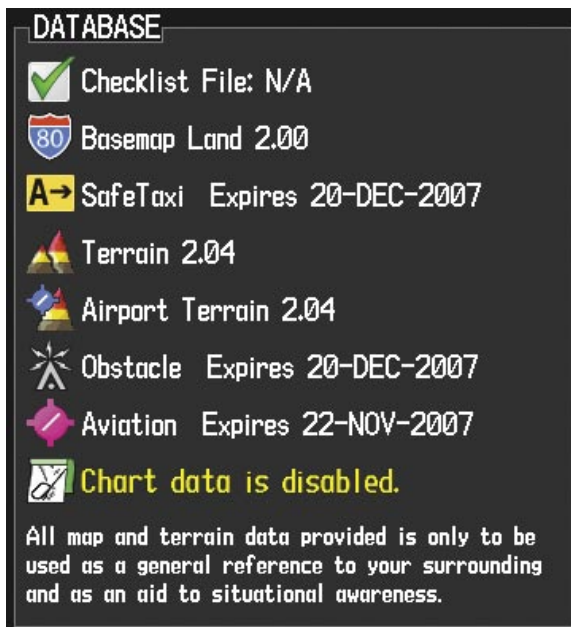 DATABASE
Checklist File: N/A
80 Basemap Land 2.00
A→ SafeTaxi Expires 20-DEC-2007
Terrain 2.04
Airport Terrain 2.04
Obstacle Expires 20-DEC-2007
Aviation Expires 22-NOV-2007
Chart data is disabled.
All map and terrain data provided is only to be
used as a general reference to your surrounding
and as an aid to situational awareness.